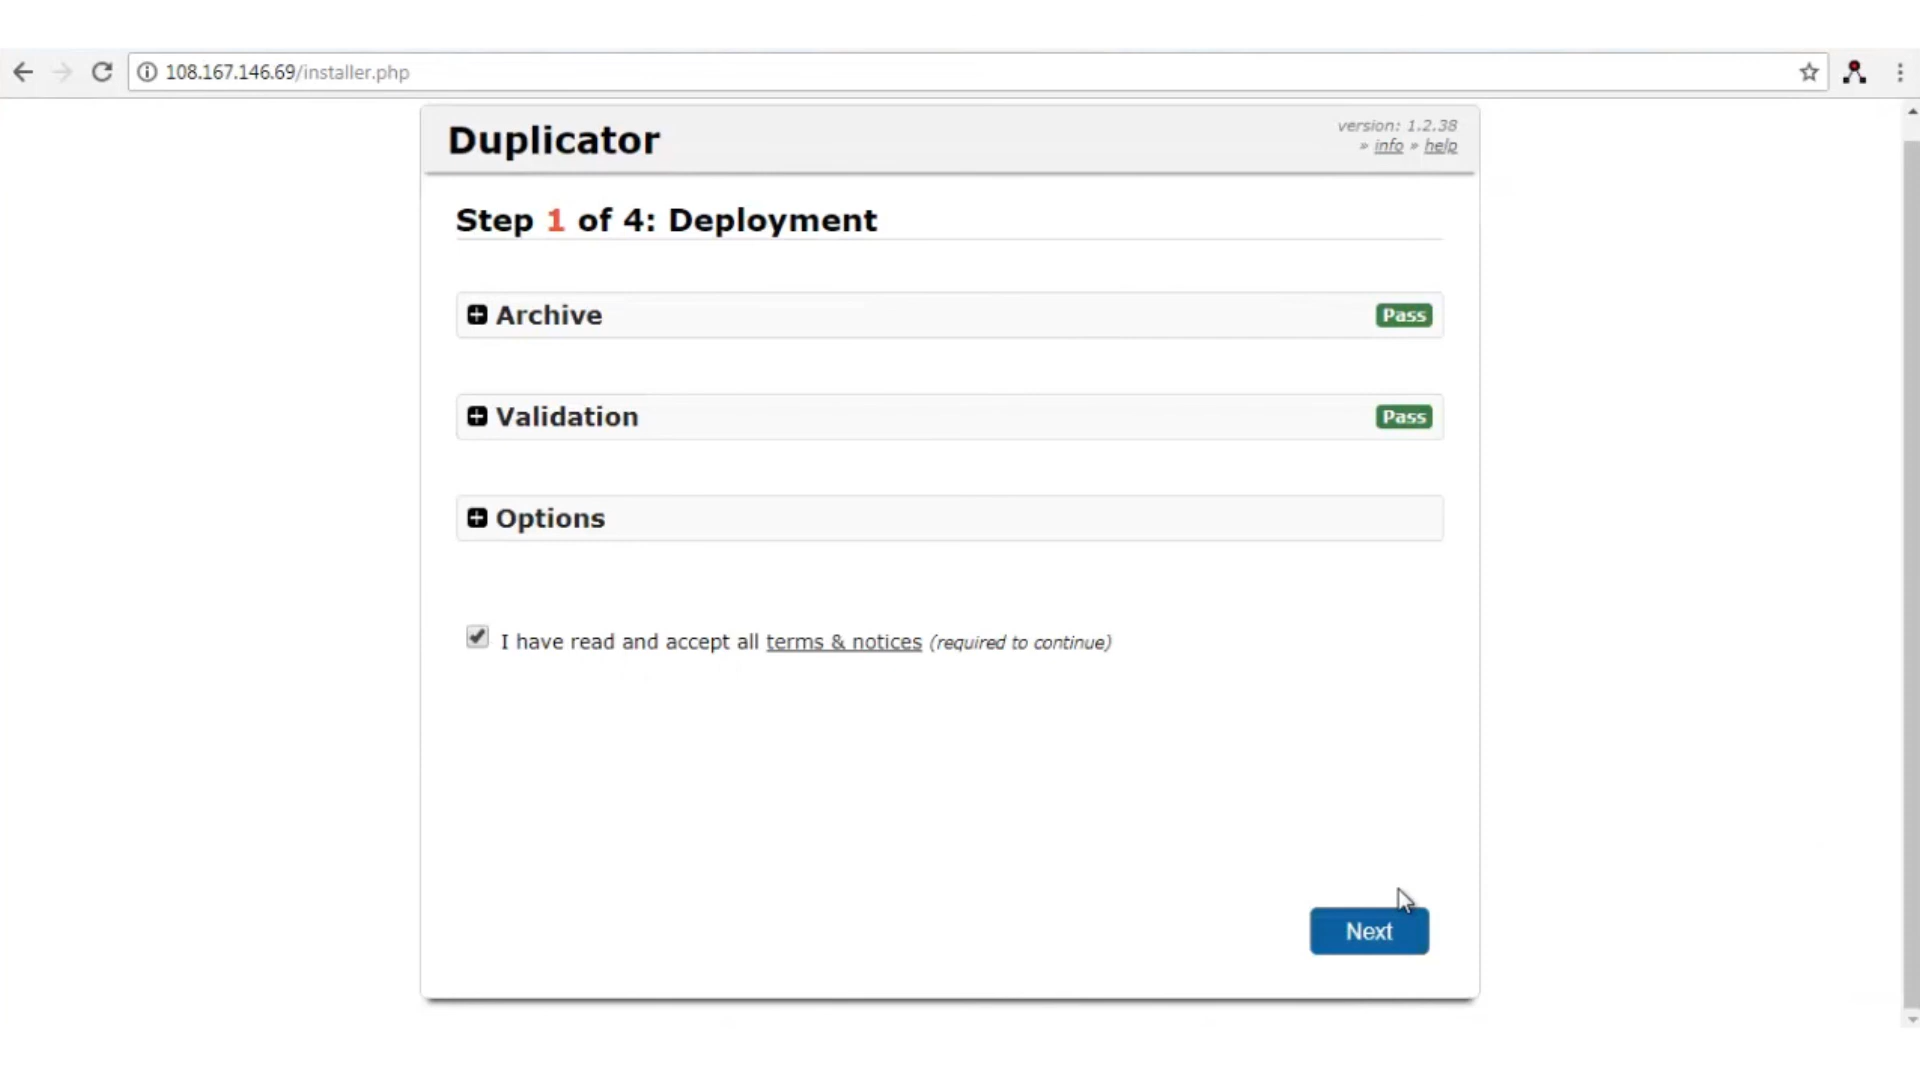 108.167.146.69/installer.php
Duplicator
version: 1.2.38
» info » help
Step 1 of 4: Deployment
Archive
Pass
Validation
Pass
Options
I have read and accept all terms & notices (required to continue)
Next